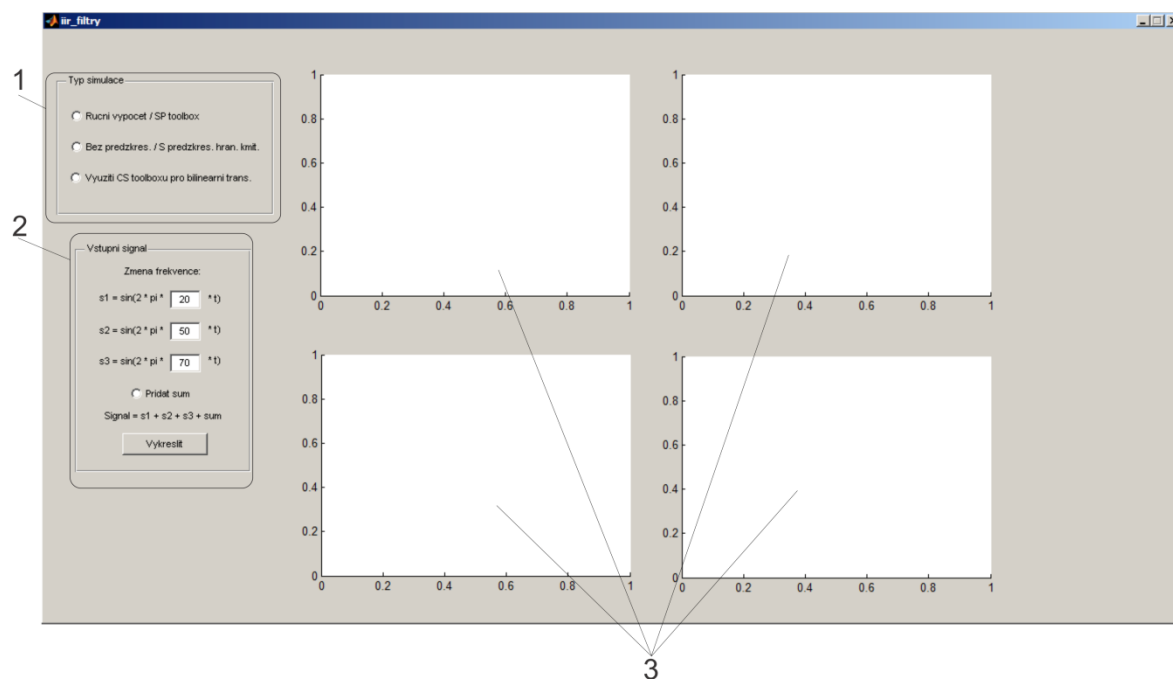 iir_filtry
1
Typ simulace
Rucni vypocet / SP toolbox
Bez predzkres. / S predzkres. hran. kmit.
Vyuziti CS toolboxu pro bilinearni trans.
2
Vstupni signal
Zmena frekvence:
s1 = sin(2 * pi * 20 * t)
s2 = sin(2 * pi * 50 * t)
s3 = sin(2 * pi * 70 * t)
Pridat sum
Signal = s1 + s2 + s3 + sum
Vykreslit
1
0.8
0.6
0.4
0.2
0
0 0.2 0.4 0.6 0.8 1
1
0.8
0.6
0.4
0.2
0
0 0.2 0.4 0.6 0.8 1
1
0.8
0.6
0.4
0.2
0
0 0.2 0.4 0.6 0.8 1
1
0.8
0.6
0.4
0.2
0
0 0.2 0.4 0.6 0.8 1
3